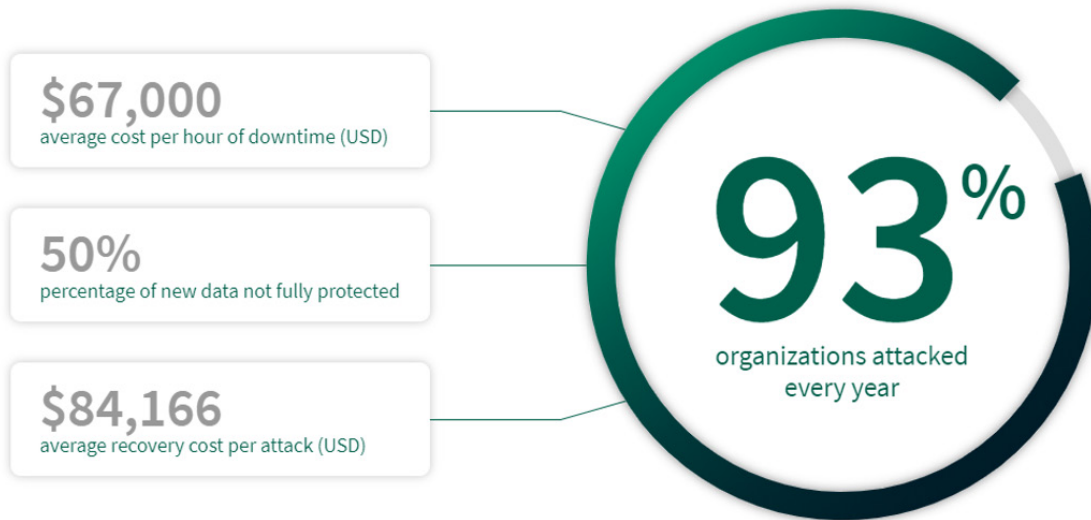 $67,000
average cost per hour of downtime (USD)
50%
percentage of new data not fully protected
$84,166
average recovery cost per attack (USD)
93%
organizations attacked
every year